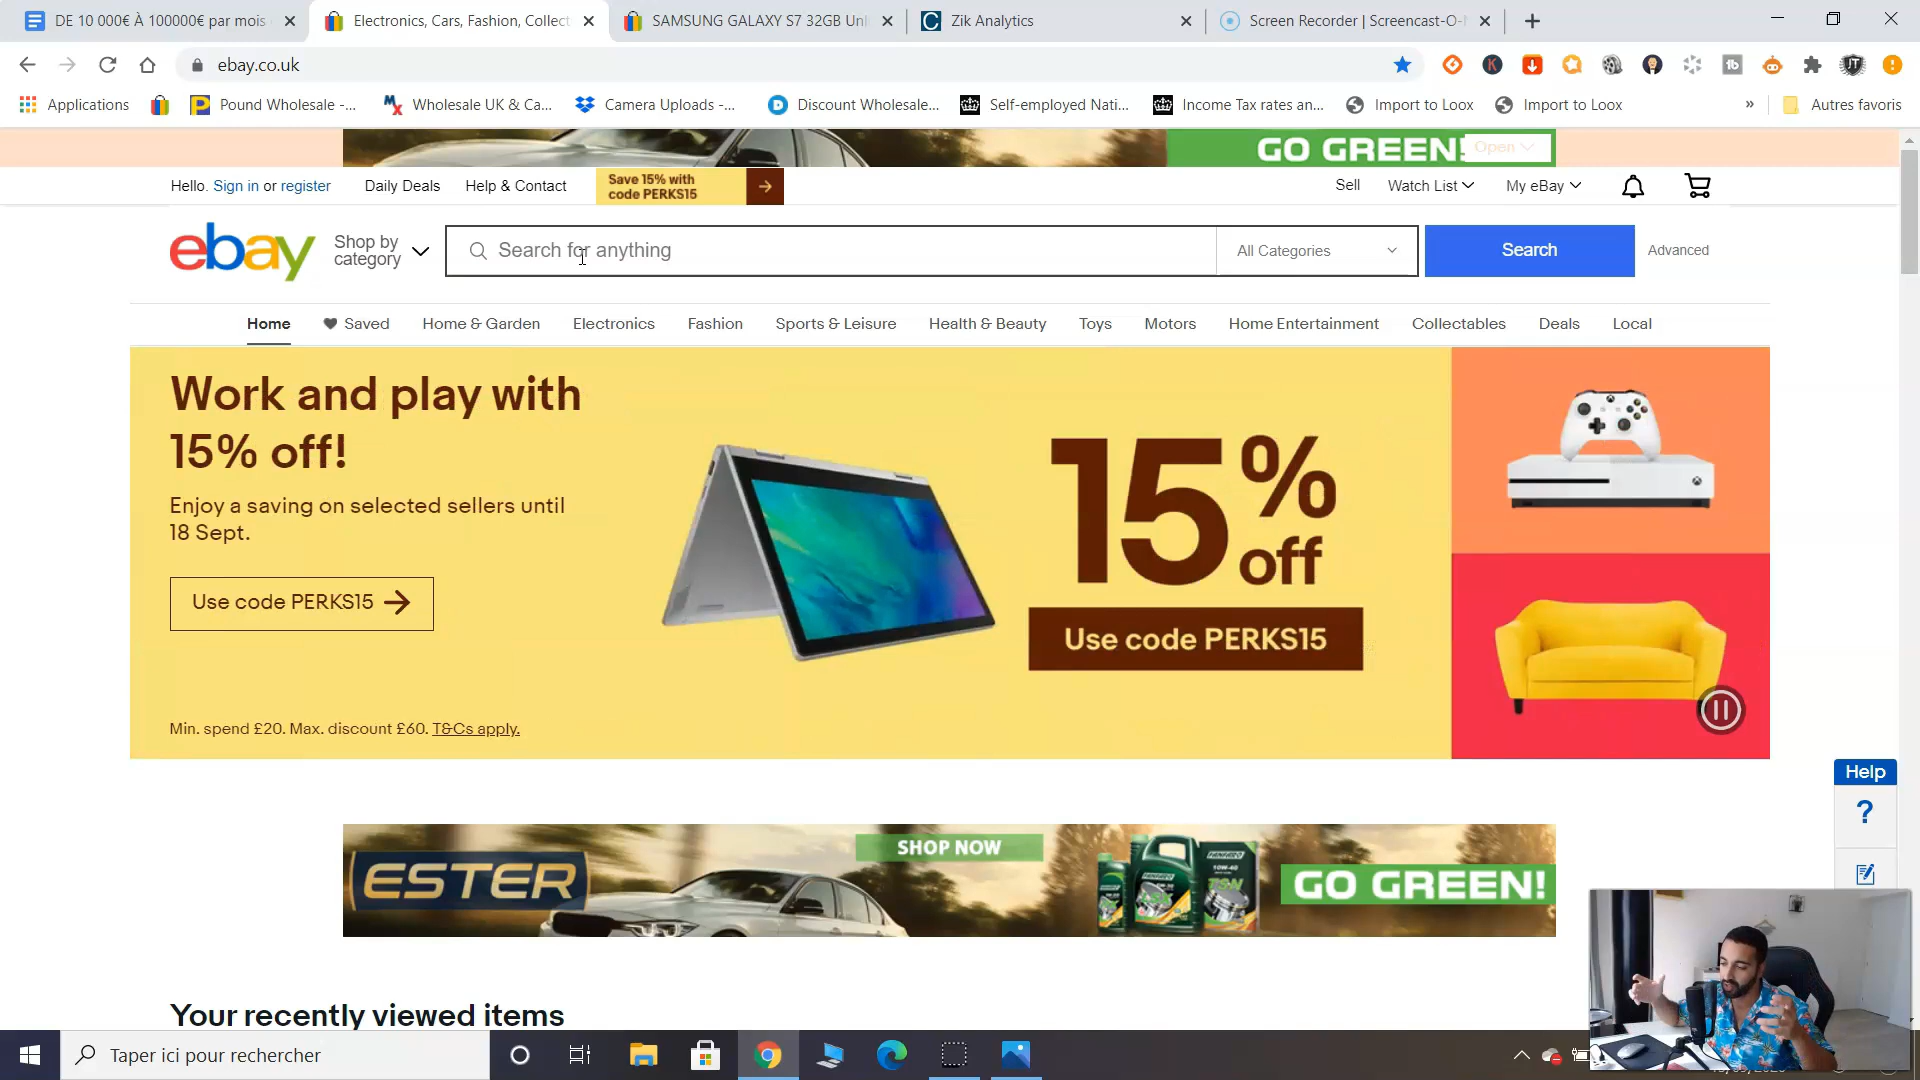 DE 10 000€ À 100000€ par mois
Electronics, Cars, Fashion, Collect
SAMSUNG GALAXY S7 32GB Unl
Zik Analytics
Screen Recorder | Screencast-O-M
ebay.co.uk
Applications
Pound Wholesale -...
Wholesale UK & Ca...
Camera Uploads -...
Discount Wholesale...
Self-employed Nati...
Income Tax rates an...
Import to Loox
Import to Loox
»
Autres favoris
GO GREEN!
Open
Hello. Sign in or register
Daily Deals
Help & Contact
Save 15% with
code PERKS15
Sell
Watch List
My eBay
ebay
Shop by
category
Search for anything
All Categories
Search
Advanced
Home
Saved
Home & Garden
Electronics
Fashion
Sports & Leisure
Health & Beauty
Toys
Motors
Home Entertainment
Collectables
Deals
Local
Work and play with
15% off!
Enjoy a saving on selected sellers until
18 Sept.
Use code PERKS15
Min. spend £20. Max. discount £60. T&Cs apply.
15%
off
Use code PERKS15
Help
?
ESTER
SHOP NOW
GO GREEN!
Your recently viewed items
Taper ici pour rechercher